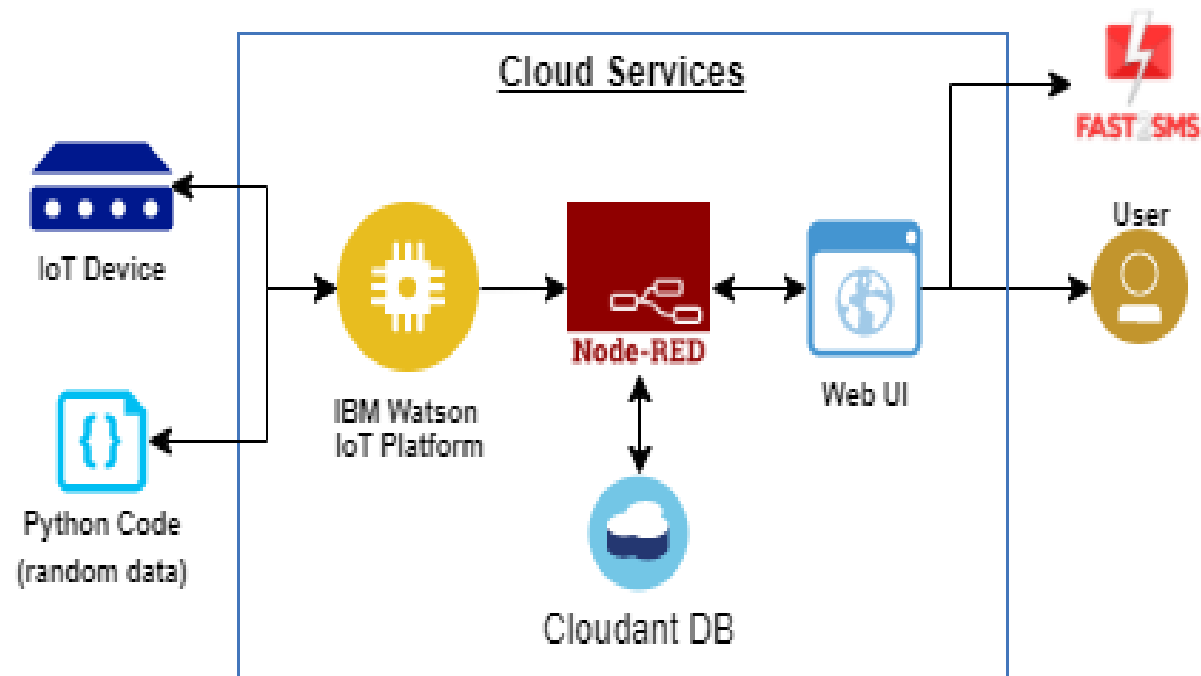 Cloud Services
FAST2SMS
User
IoT Device
Node-RED
Web UI
IBM Watson
IoT Platform
Python Code
(random data)
Cloudant DB